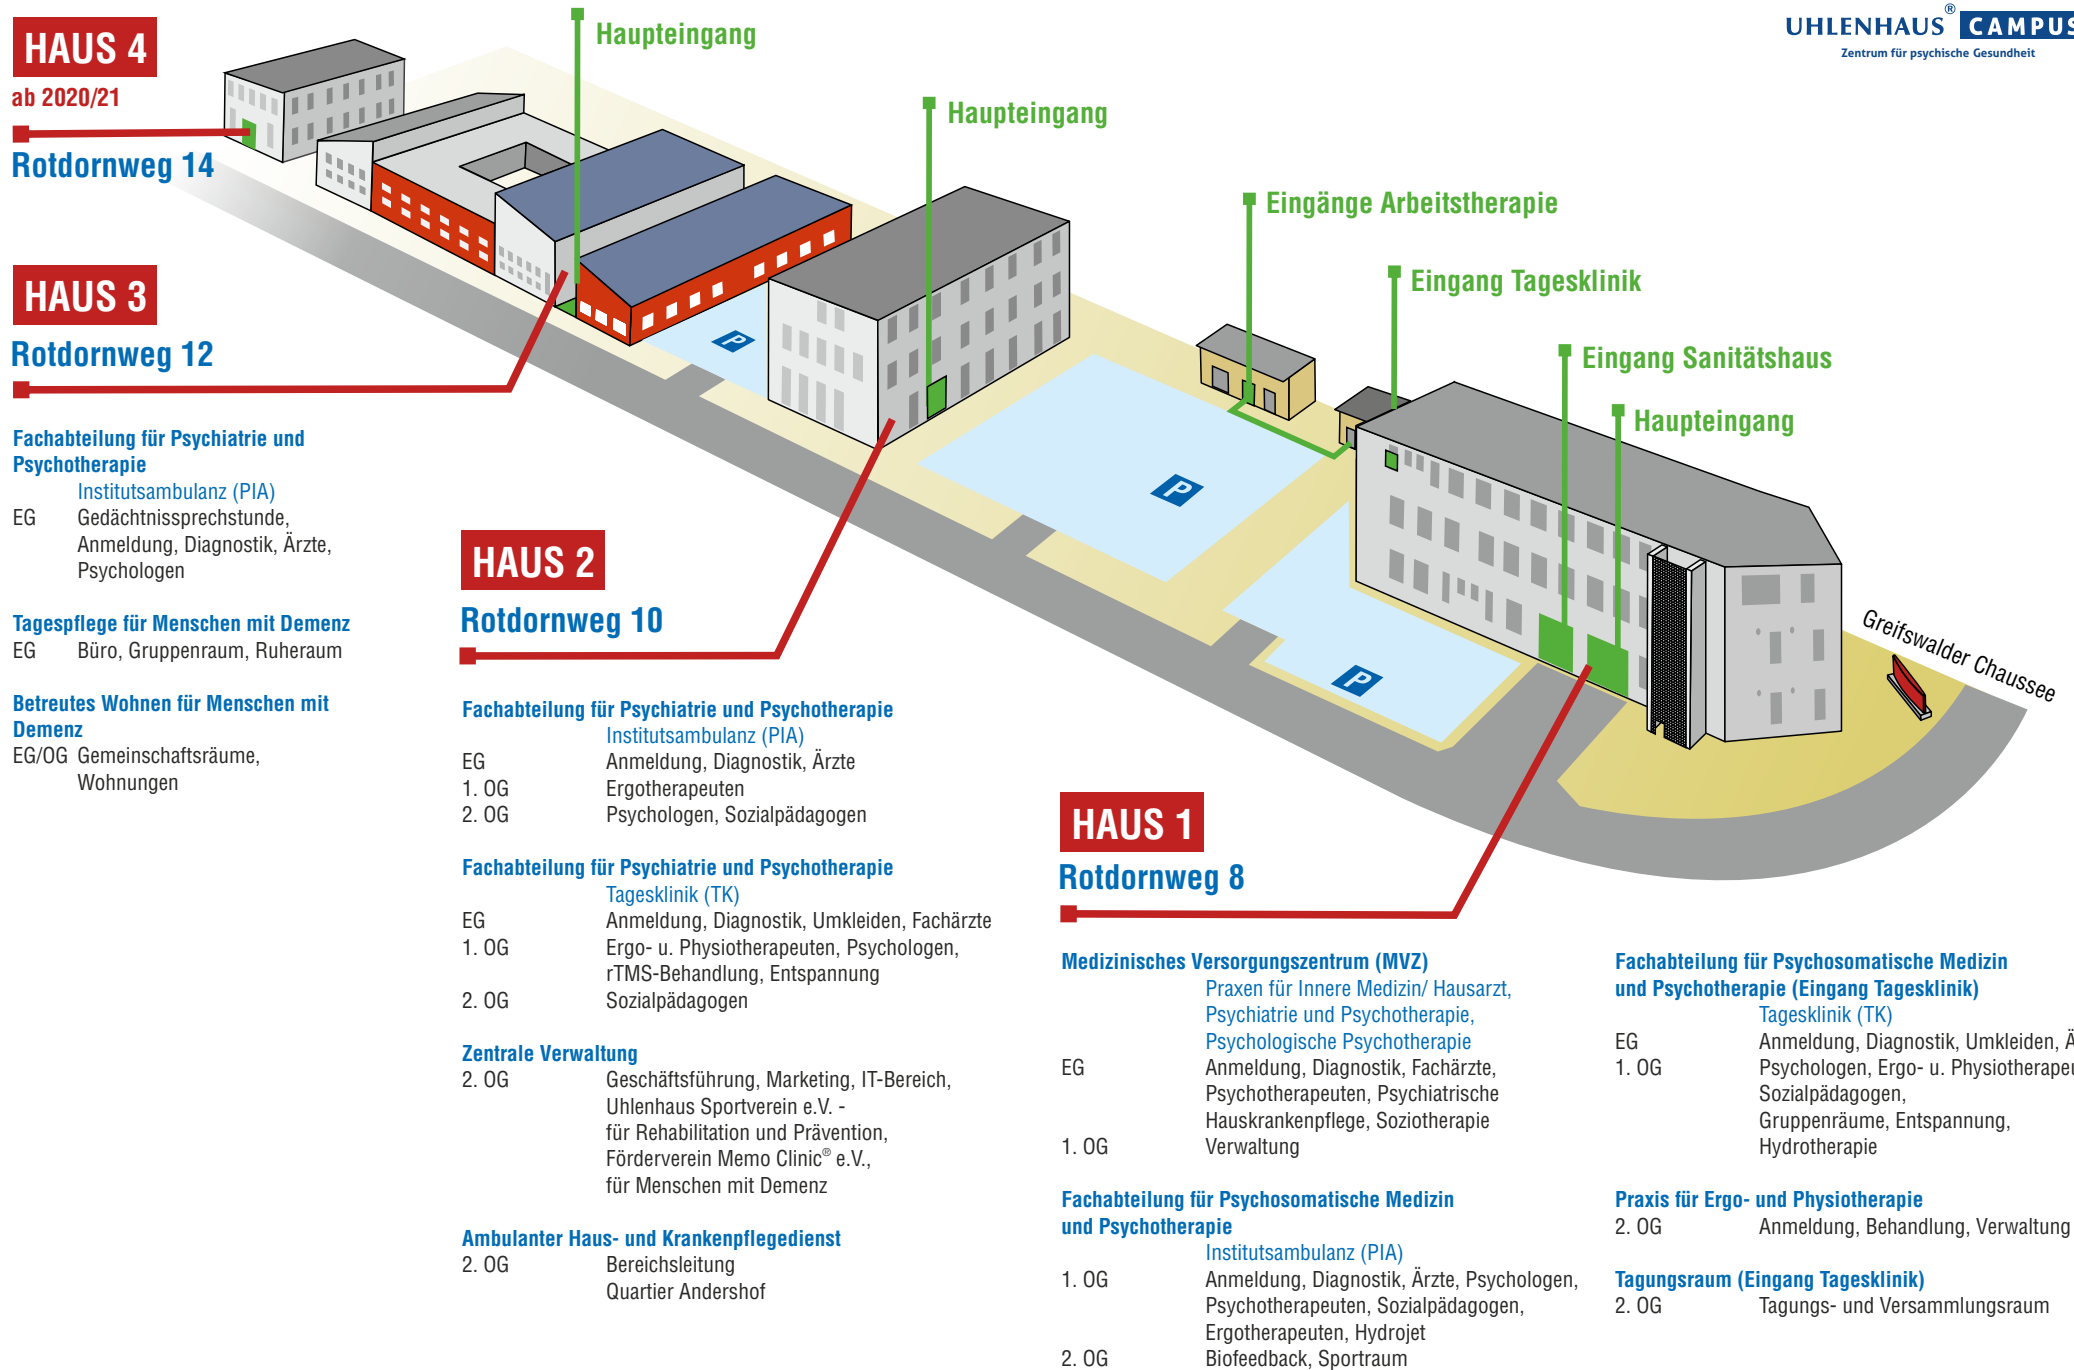 UHLENHAUS® CAMPUS
Zentrum für psychische Gesundheit
HAUS 4
ab 2020/21
Rotdornweg 14
Haupteingang
Haupteingang
Eingänge Arbeitstherapie
Eingang Tagesklinik
Eingang Sanitätshaus
Haupteingang
P
P
P
Greifswalder Chaussee
HAUS 3
Rotdornweg 12
Fachabteilung für Psychiatrie und
Psychotherapie
Institutsambulanz (PIA)
EG Gedächtnissprechstunde,
Anmeldung, Diagnostik, Ärzte,
Psychologen
Tagespflege für Menschen mit Demenz
EG Büro, Gruppenraum, Ruheraum
Betreutes Wohnen für Menschen mit
Demenz
EG/OG Gemeinschaftsräume,
Wohnungen
HAUS 2
Rotdornweg 10
Fachabteilung für Psychiatrie und Psychotherapie
Institutsambulanz (PIA)
EG Anmeldung, Diagnostik, Ärzte
1. OG Ergotherapeuten
2. OG Psychologen, Sozialpädagogen
Fachabteilung für Psychiatrie und Psychotherapie
Tagesklinik (TK)
EG Anmeldung, Diagnostik, Umkleiden, Fachärzte
1. OG Ergo- u. Physiotherapeuten, Psychologen,
rTMS-Behandlung, Entspannung
2. OG Sozialpädagogen
Zentrale Verwaltung
2. OG Geschäftsführung, Marketing, IT-Bereich,
Uhlenhaus Sportverein e.V. -
für Rehabilitation und Prävention,
Förderverein Memo Clinic® e.V.,
für Menschen mit Demenz
Ambulanter Haus- und Krankenpflegedienst
2. OG Bereichsleitung
Quartier Andershof
HAUS 1
Rotdornweg 8
Medizinisches Versorgungszentrum (MVZ)
Praxen für Innere Medizin/ Hausarzt,
Psychiatrie und Psychotherapie,
Psychologische Psychotherapie
EG Anmeldung, Diagnostik, Fachärzte,
Psychotherapeuten, Psychiatrische
Hauskrankenpflege, Soziotherapie
1. OG Verwaltung
Fachabteilung für Psychosomatische Medizin
und Psychotherapie
Institutsambulanz (PIA)
1. OG Anmeldung, Diagnostik, Ärzte, Psychologen,
Psychotherapeuten, Sozialpädagogen,
Ergotherapeuten, Hydrojet
2. OG Biofeedback, Sportraum
Fachabteilung für Psychosomatische Medizin
und Psychotherapie (Eingang Tagesklinik)
Tagesklinik (TK)
EG Anmeldung, Diagnostik, Umkleiden,
1. OG Psychologen, Ergo- u.
Sozialpädagogen,
Gruppenräume, Entspannung,
Hydrotherapie
Praxis für Ergo- und Physiotherapie
2. OG Anmeldung, Behandlung, Verwaltung
Tagungsraum (Eingang Tagesklinik)
2. OG Tagungs- und Versammlungsraum